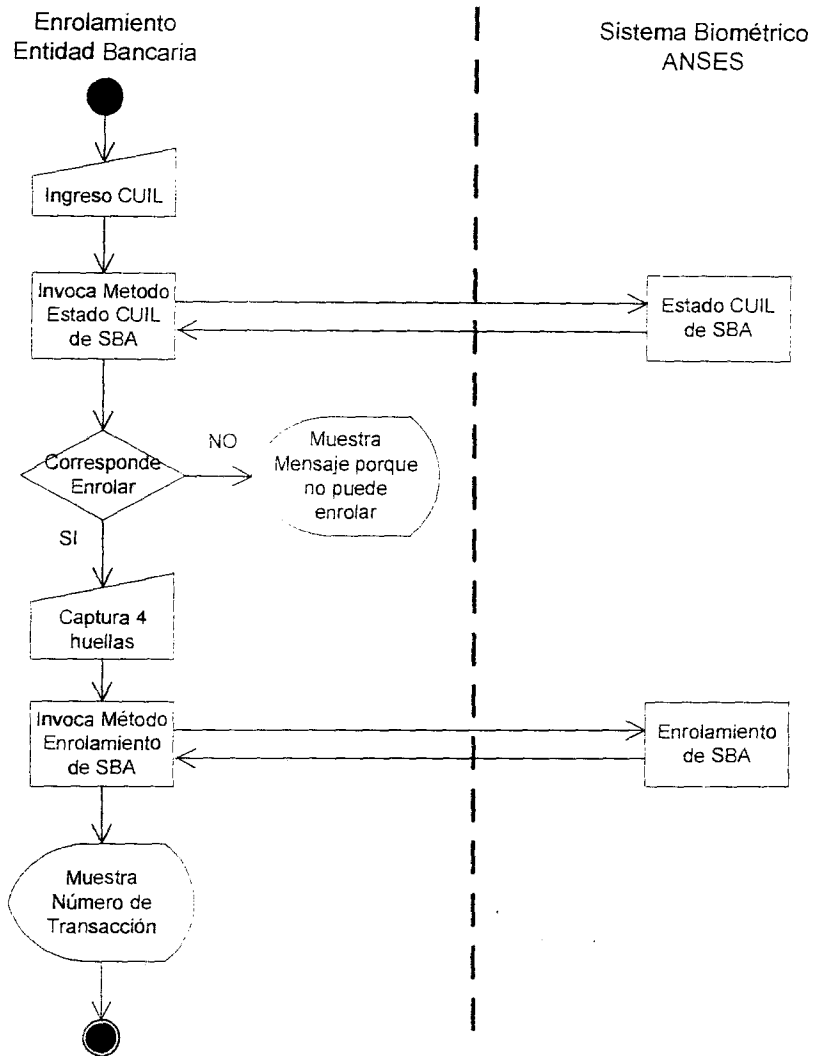 Enrolamiento
Entidad Bancaria
Sistema Biométrico
ANSES
Ingreso CUIL
Invoca Metodo
Estado CUIL
de SBA
Estado CUIL
de SBA
Corresponde
Enrolar
NO
Muestra
Mensaje porque
no puede
enrolar
SI
Captura 4
huellas
Invoca Método
Enrolamiento
de SBA
Enrolamiento
de SBA
Muestra
Número de
Transacción